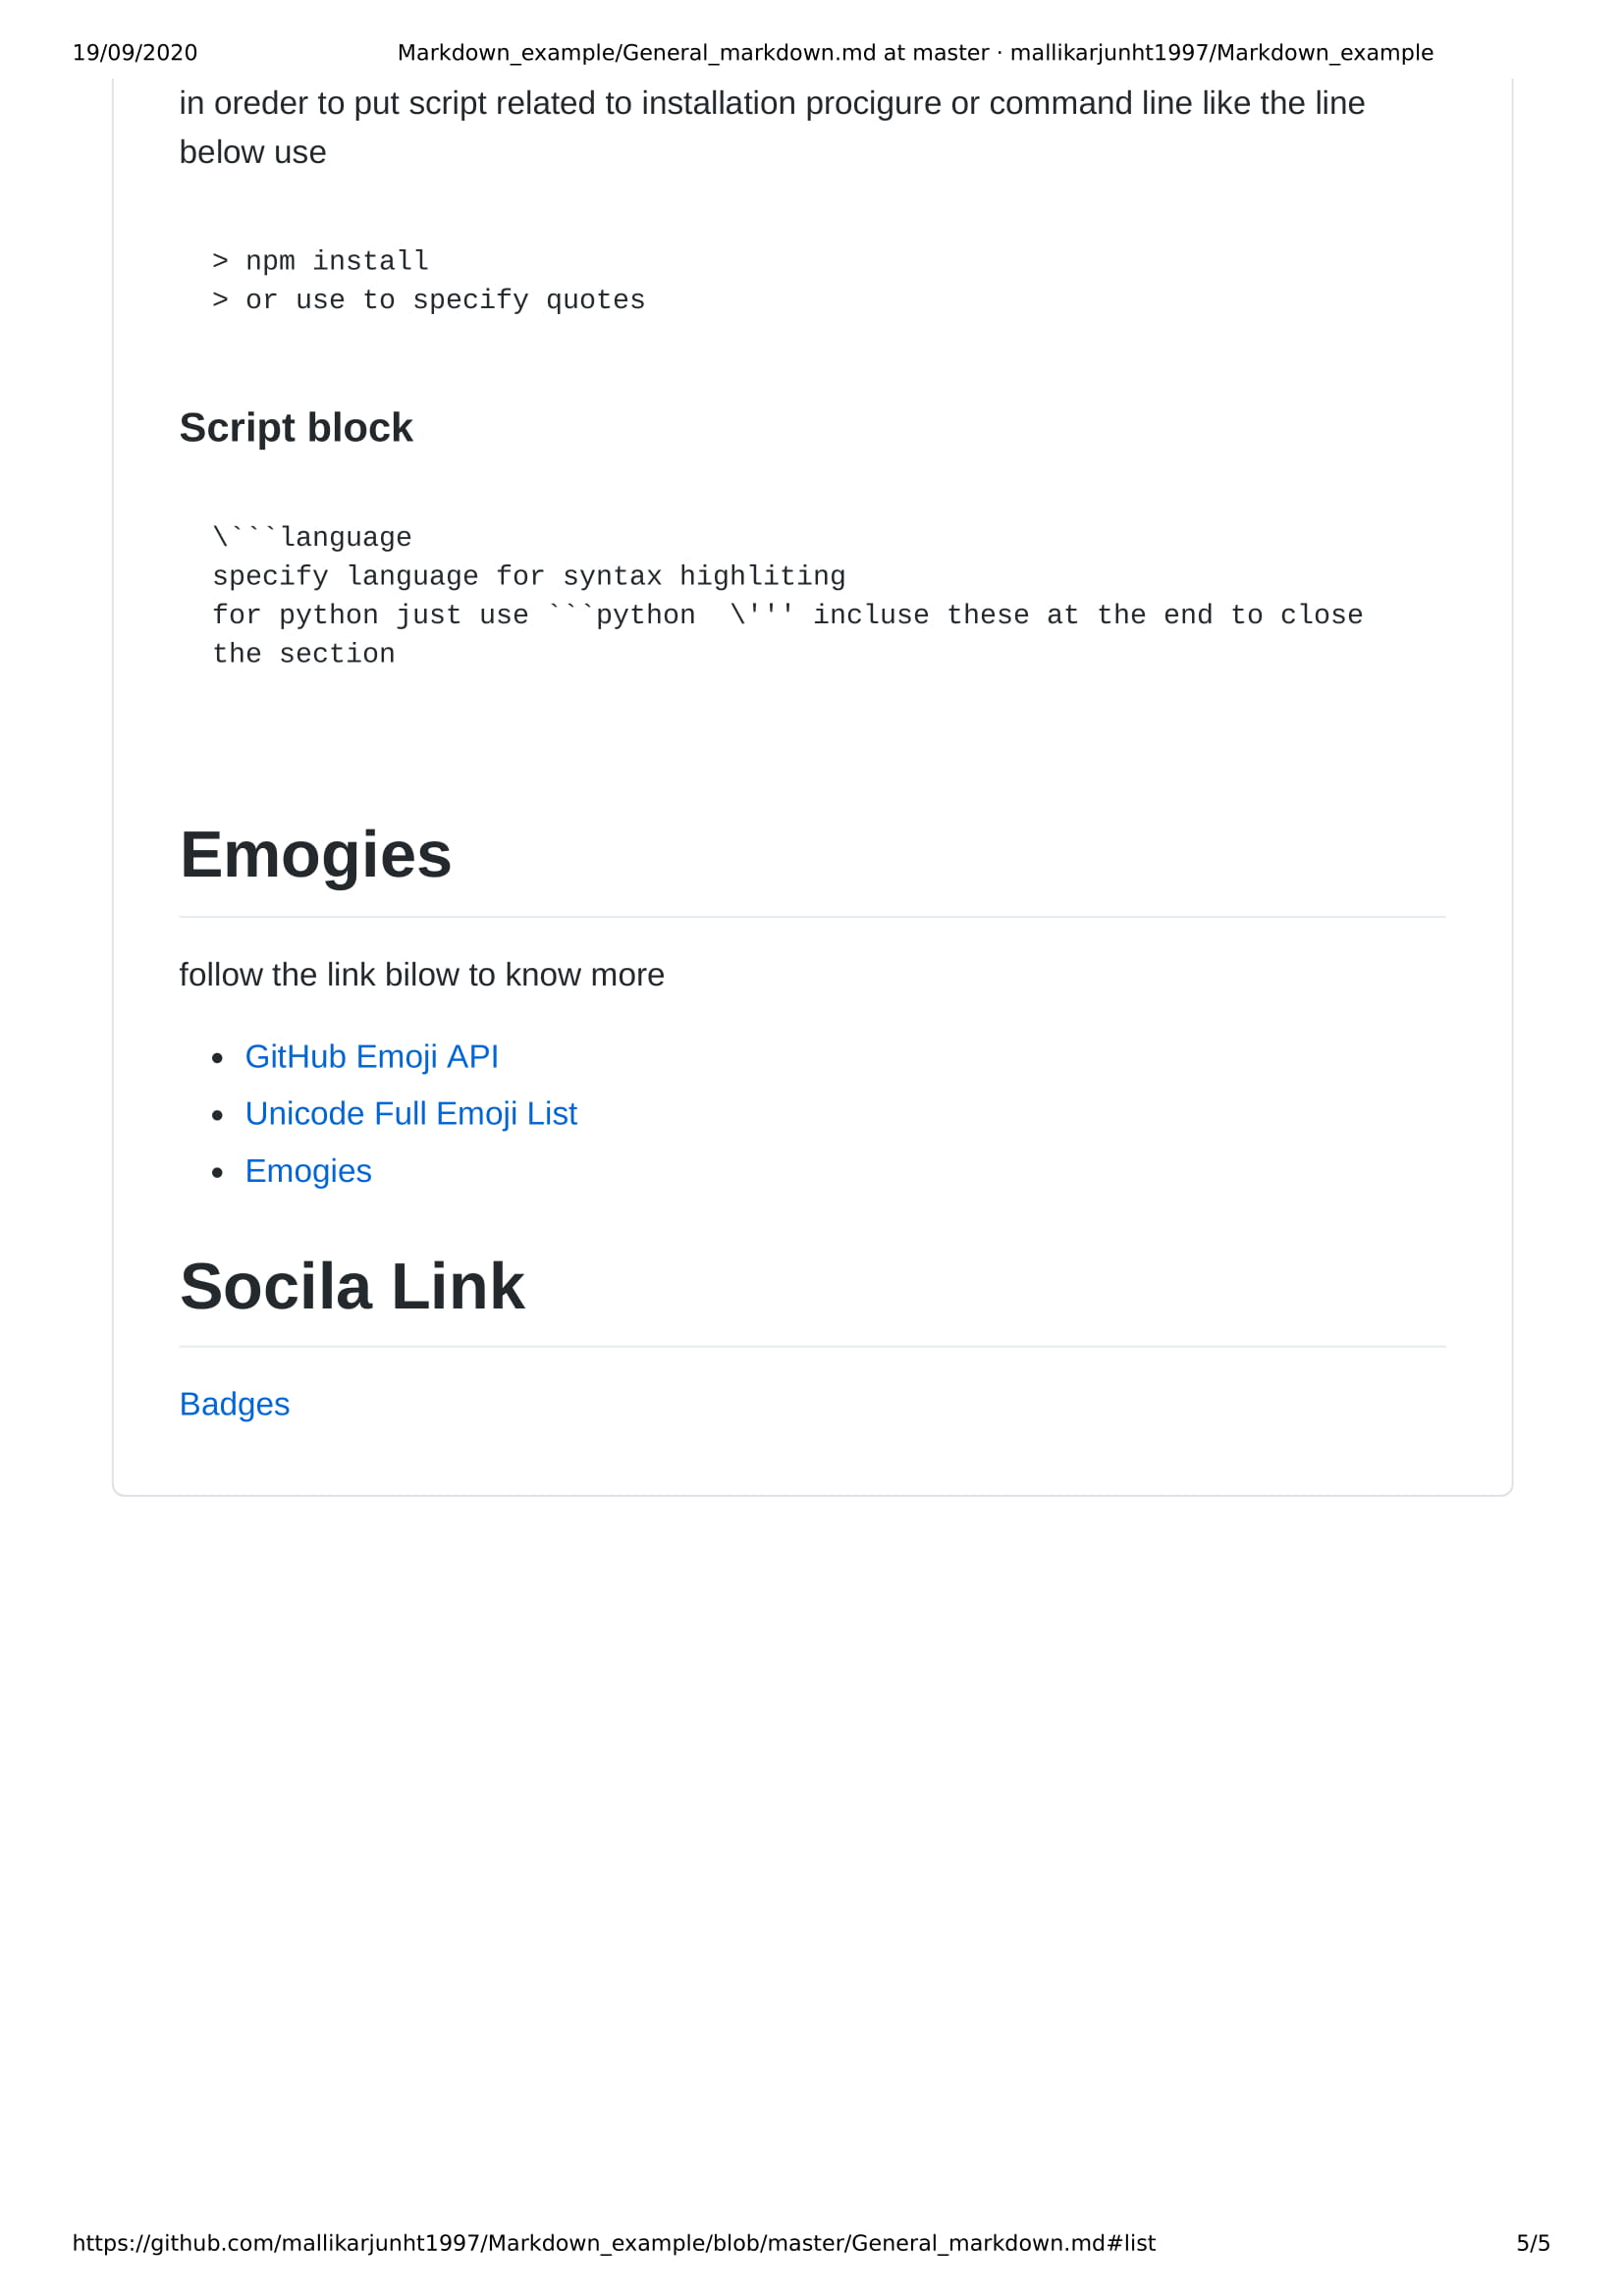 19/09/2020 Markdown_example/General_markdown.md at master · mallikarjunht1997/Markdown_example
in oreder to put script related to installation procigure or command line like the line
below use
> npm install
> or use to specify quotes
Script block
\```language
specify language for syntax highliting
for python just use ```python  \''' incluse these at the end to close
the section
Emogies
follow the link bilow to know more
• GitHub Emoji API
• Unicode Full Emoji List
• Emogies
Socila Link
Badges
https://github.com/mallikarjunht1997/Markdown_example/blob/master/General_markdown.md#list 5/5